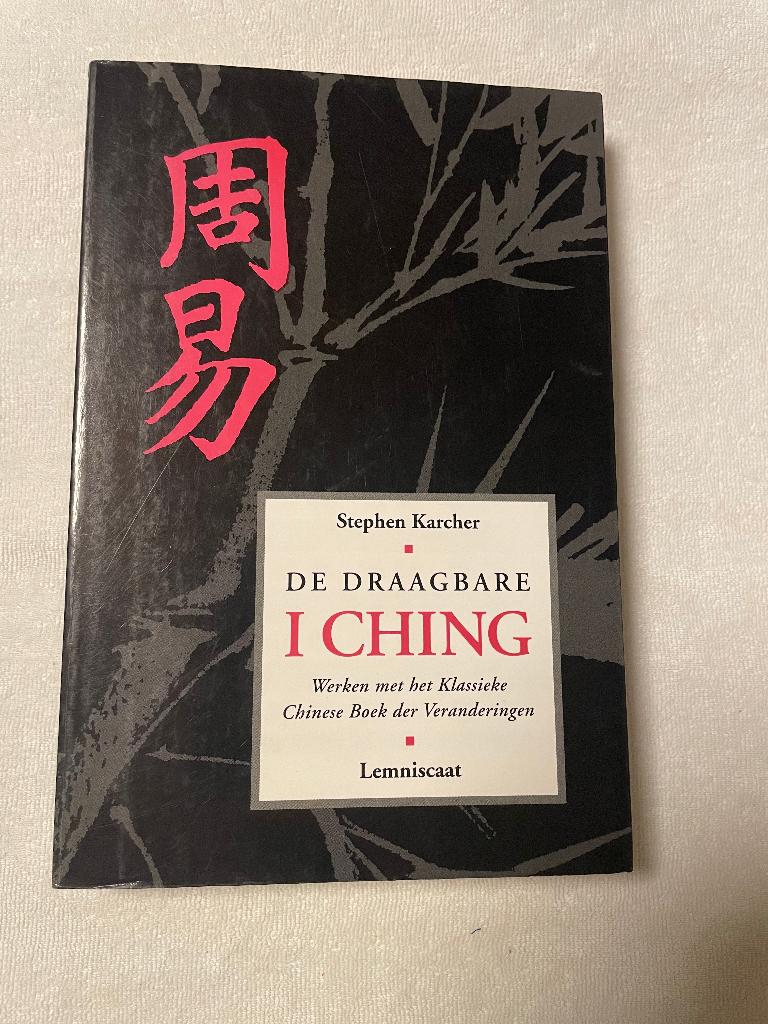 周易
Stephen Karcher
DE DRAAGBARE
I CHING
Werken met het Klassieke
Chinese Boek der Veranderingen
Lemniscaat